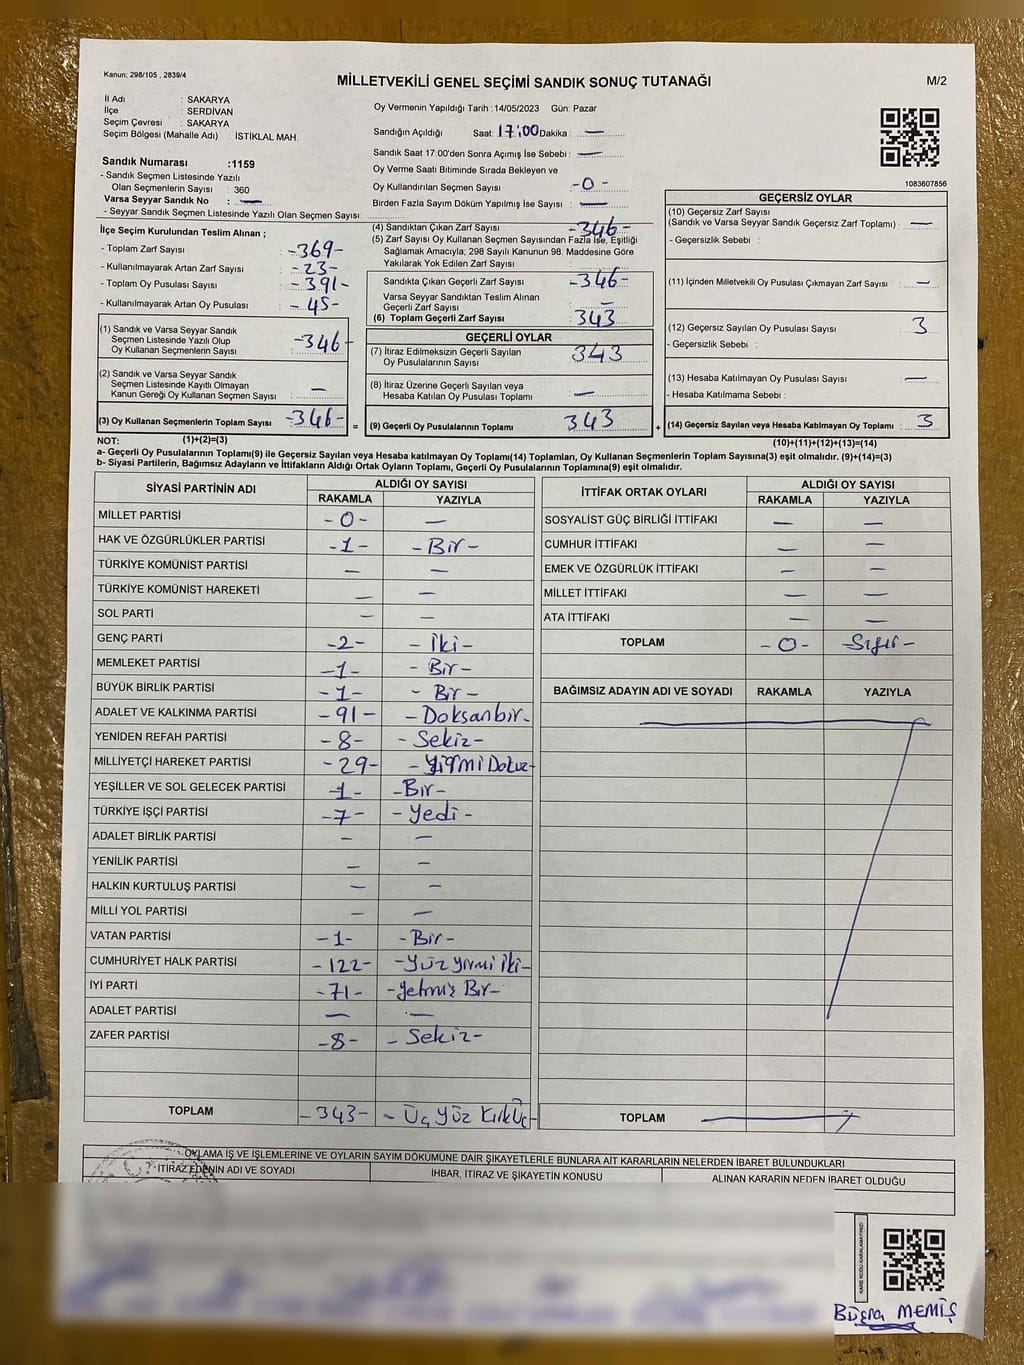 Kanun; 298/105 , 2839/4
MİLLETVEKİLİ GENEL SEÇİMİ SANDIK SONUÇ TUTANAĞI
M/2
İl Adı : SAKARYA
İlçe : SERDİVAN
Seçim Çevresi : SAKARYA
Seçim Bölgesi (Mahalle Adı) : İSTİKLAL MAH.
Sandık Numarası :1159
- Sandık Seçmen Listesinde Yazılı
Olan Seçmenlerin Sayısı : 360
Varsa Seyyar Sandık No : —
- Seyyar Sandık Seçmen Listesinde Yazılı Olan Seçmen Sayısı:
Oy Vermenin Yapıldığı Tarih :14/05/2023 Gün: Pazar
Sandığın Açıldığı Saat: 17:00 Dakika : —
Sandık Saat 17:00'den Sonra Açımış İse Sebebi : —
Oy Verme Saati Bitiminde Sırada Bekleyen ve
Oy Kullandırılan Seçmen Sayısı -0-
Birden Fazla Sayım Döküm Yapılmış İse Sayısı : —
1083607856
İlçe Seçim Kurulundan Teslim Alınan ;
- Toplam Zarf Sayısı : -369-
- Kullanılmayarak Artan Zarf Sayısı : -23-
- Toplam Oy Pusulası Sayısı : -391-
- Kullanılmayarak Artan Oy Pusulası : -45-
(1) Sandık ve Varsa Seyyar Sandık
Seçmen Listesinde Yazılı Olup
Oy Kullanan Seçmenlerin Sayısı : -346-
(2) Sandık ve Varsa Seyyar Sandık
Seçmen Listesinde Kayıtlı Olmayan
Kanun Gereği Oy Kullanan Seçmen Sayısı : —
(3) Oy Kullanan Seçmenlerin Toplam Sayısı -346- =
(4) Sandıktan Çıkan Zarf Sayısı : -346-
(5) Zarf Sayısı Oy Kullanan Seçmen Sayısından Fazla İse, Eşitliği
Sağlamak Amacıyla; 298 Sayılı Kanunun 98. Maddesine Göre
Yakılarak Yok Edilen Zarf Sayısı :
Sandıkta Çıkan Geçerli Zarf Sayısı : -346-
Varsa Seyyar Sandıktan Teslim Alınan
Geçerli Zarf Sayısı : —
(6) Toplam Geçerli Zarf Sayısı : 343
GEÇERLİ OYLAR
(7) İtiraz Edilmeksizin Geçerli Sayılan
Oy Pusulalarının Sayısı : 343
(8) İtiraz Üzerine Geçerli Sayılan veya
Hesaba Katılan Oy Pusulası Toplamı : —
(9) Geçerli Oy Pusulalarının Toplamı 343 +
GEÇERSİZ OYLAR
(10) Geçersiz Zarf Sayısı
(Sandık ve Varsa Seyyar Sandık Geçersiz Zarf Toplamı) : —
- Geçersizlik Sebebi :
(11) İçinden Milletvekili Oy Pusulası Çıkmayan Zarf Sayısı : —
(12) Geçersiz Sayılan Oy Pusulası Sayısı : 3
- Geçersizlik Sebebi :
(13) Hesaba Katılmayan Oy Pusulası Sayısı : —
- Hesaba Katılmama Sebebi :
(14) Geçersiz Sayılan veya Hesaba Katılmayan Oy Toplamı : 3
NOT: (1)+(2)=(3) (10)+(11)+(12)+(13)=(14)
a- Geçerli Oy Pusulalarının Toplamı(9) ile Geçersiz Sayılan veya Hesaba katılmayan Oy Toplamı(14) Toplamları, Oy Kullanan Seçmenlerin Toplam Sayısına(3) eşit olmalıdır. (9)+(14)=(3)
b- Siyasi Partilerin, Bağımsız Adayların ve İttifakların Aldığı Ortak Oyların Toplamı, Geçerli Oy Pusulalarının Toplamına(9) eşit olmalıdır.
SİYASİ PARTİNİN ADI ALDIĞI OY SAYISI
RAKAMLA YAZIYLA
MİLLET PARTİSİ -0- —
HAK VE ÖZGÜRLÜKLER PARTİSİ -1- -Bir-
TÜRKİYE KOMÜNİST PARTİSİ — —
TÜRKİYE KOMÜNİST HAREKETİ — —
SOL PARTİ — —
GENÇ PARTİ -2- -İki-
MEMLEKET PARTİSİ -1- -Bir-
BÜYÜK BİRLİK PARTİSİ -1- -Bir-
ADALET VE KALKINMA PARTİSİ -91- -Doksanbir-
YENİDEN REFAH PARTİSİ -8- -Sekiz-
MİLLİYETÇİ HAREKET PARTİSİ -29- -Yirmi Dokuz-
YEŞİLLER VE SOL GELECEK PARTİSİ -1- -Bir-
TÜRKİYE İŞÇİ PARTİSİ -7- -Yedi-
ADALET BİRLİK PARTİSİ — —
YENİLİK PARTİSİ — —
HALKIN KURTULUŞ PARTİSİ — —
MİLLİ YOL PARTİSİ — —
VATAN PARTİSİ -1- -Bir-
CUMHURİYET HALK PARTİSİ -122- -Yüz yirmi iki-
İYİ PARTİ -71- -Yetmiş Bir-
ADALET PARTİSİ — —
ZAFER PARTİSİ -8- -Sekiz-
TOPLAM -343- -Üç Yüz Kırk Üç-
İTTİFAK ORTAK OYLARI ALDIĞI OY SAYISI
RAKAMLA YAZIYLA
SOSYALİST GÜÇ BİRLİĞİ İTTİFAKI — —
CUMHUR İTTİFAKI — —
EMEK VE ÖZGÜRLÜK İTTİFAKI — —
MİLLET İTTİFAKI — —
ATA İTTİFAKI — —
TOPLAM -0- -Sıfır-
BAĞIMSIZ ADAYIN ADI VE SOYADI RAKAMLA YAZIYLA
TOPLAM
OYLAMA İŞ VE İŞLEMLERİNE VE OYLARIN SAYIM DÖKÜMÜNE DAİR ŞİKAYETLERLE BUNLARA AİT KARARLARIN NELERDEN İBARET BULUNDUKLARI
İTİRAZ EDENİN ADI VE SOYADI İHBAR, İTİRAZ VE ŞİKAYETİN KONUSU ALINAN KARARIN NEDEN İBARET OLDUĞU
KARE KODU KARALAMAYINIZ!
Büşra MEMİŞ